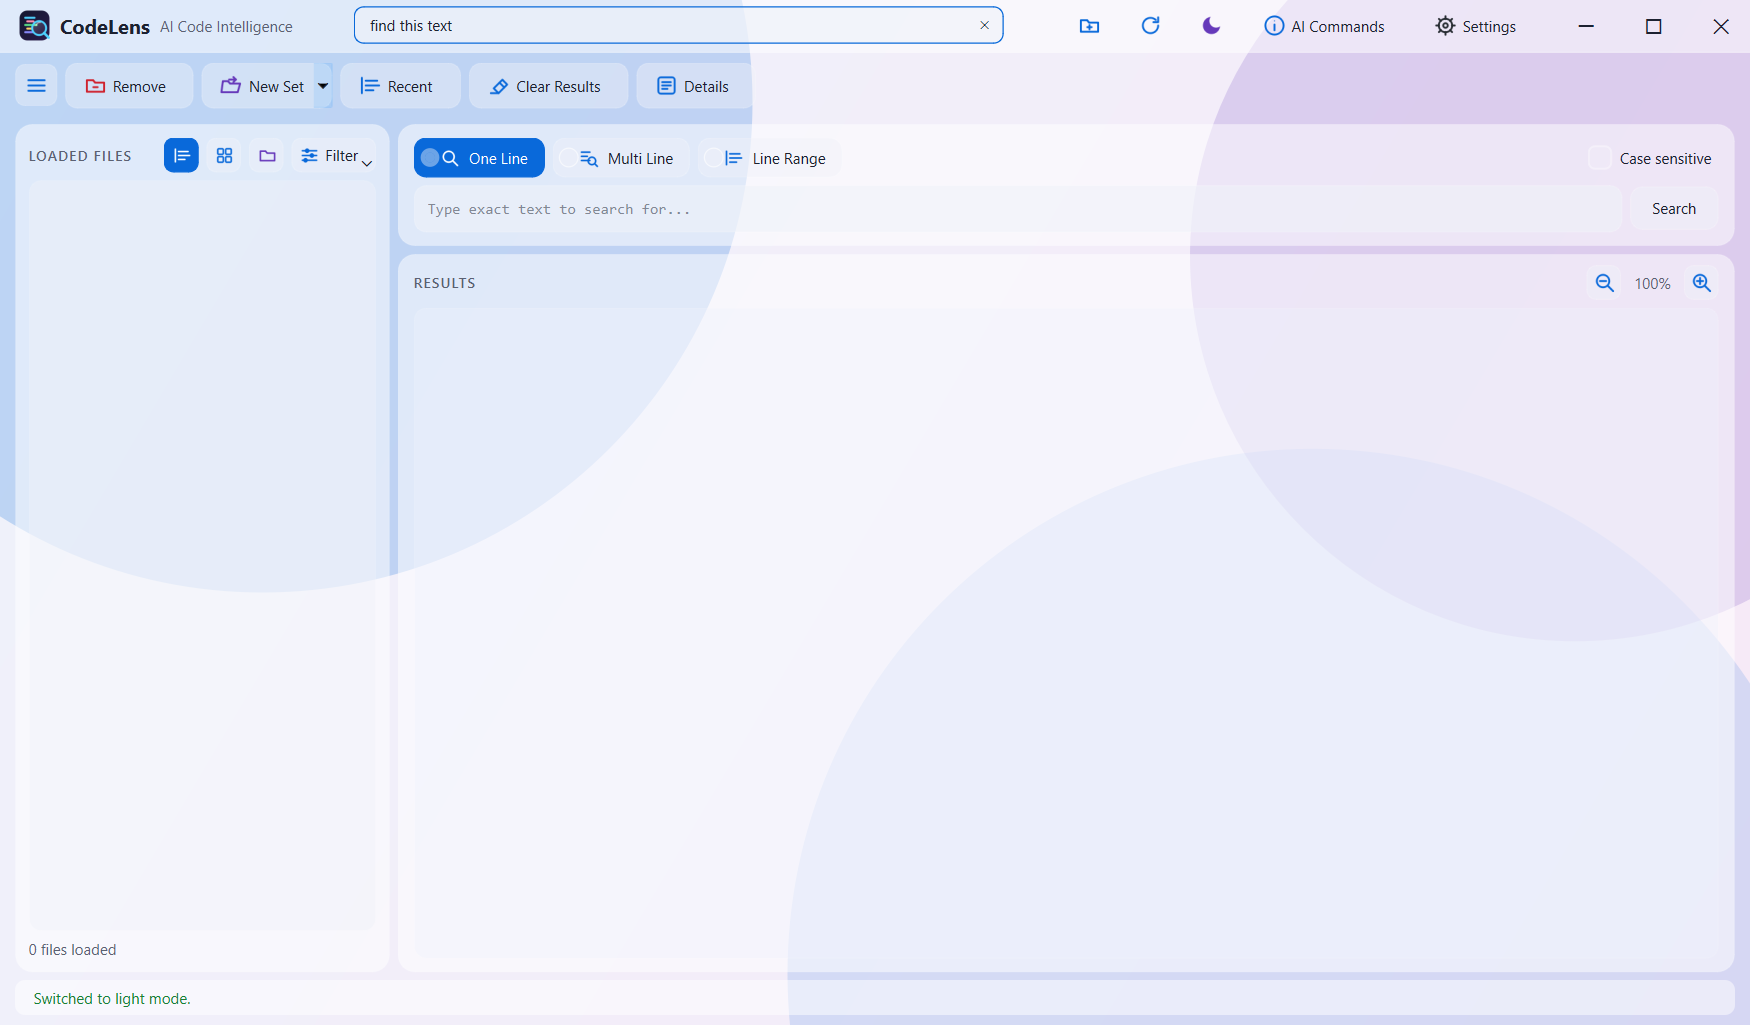 CodeLens AI Code Intelligence
find this text
AI Commands
Settings
Remove
New Set
Recent
Clear Results
Details
LOADED FILES
Filter
One Line
Multi Line
Line Range
Case sensitive
Type exact text to search for...
Search
RESULTS
100%
0 files loaded
Switched to light mode.